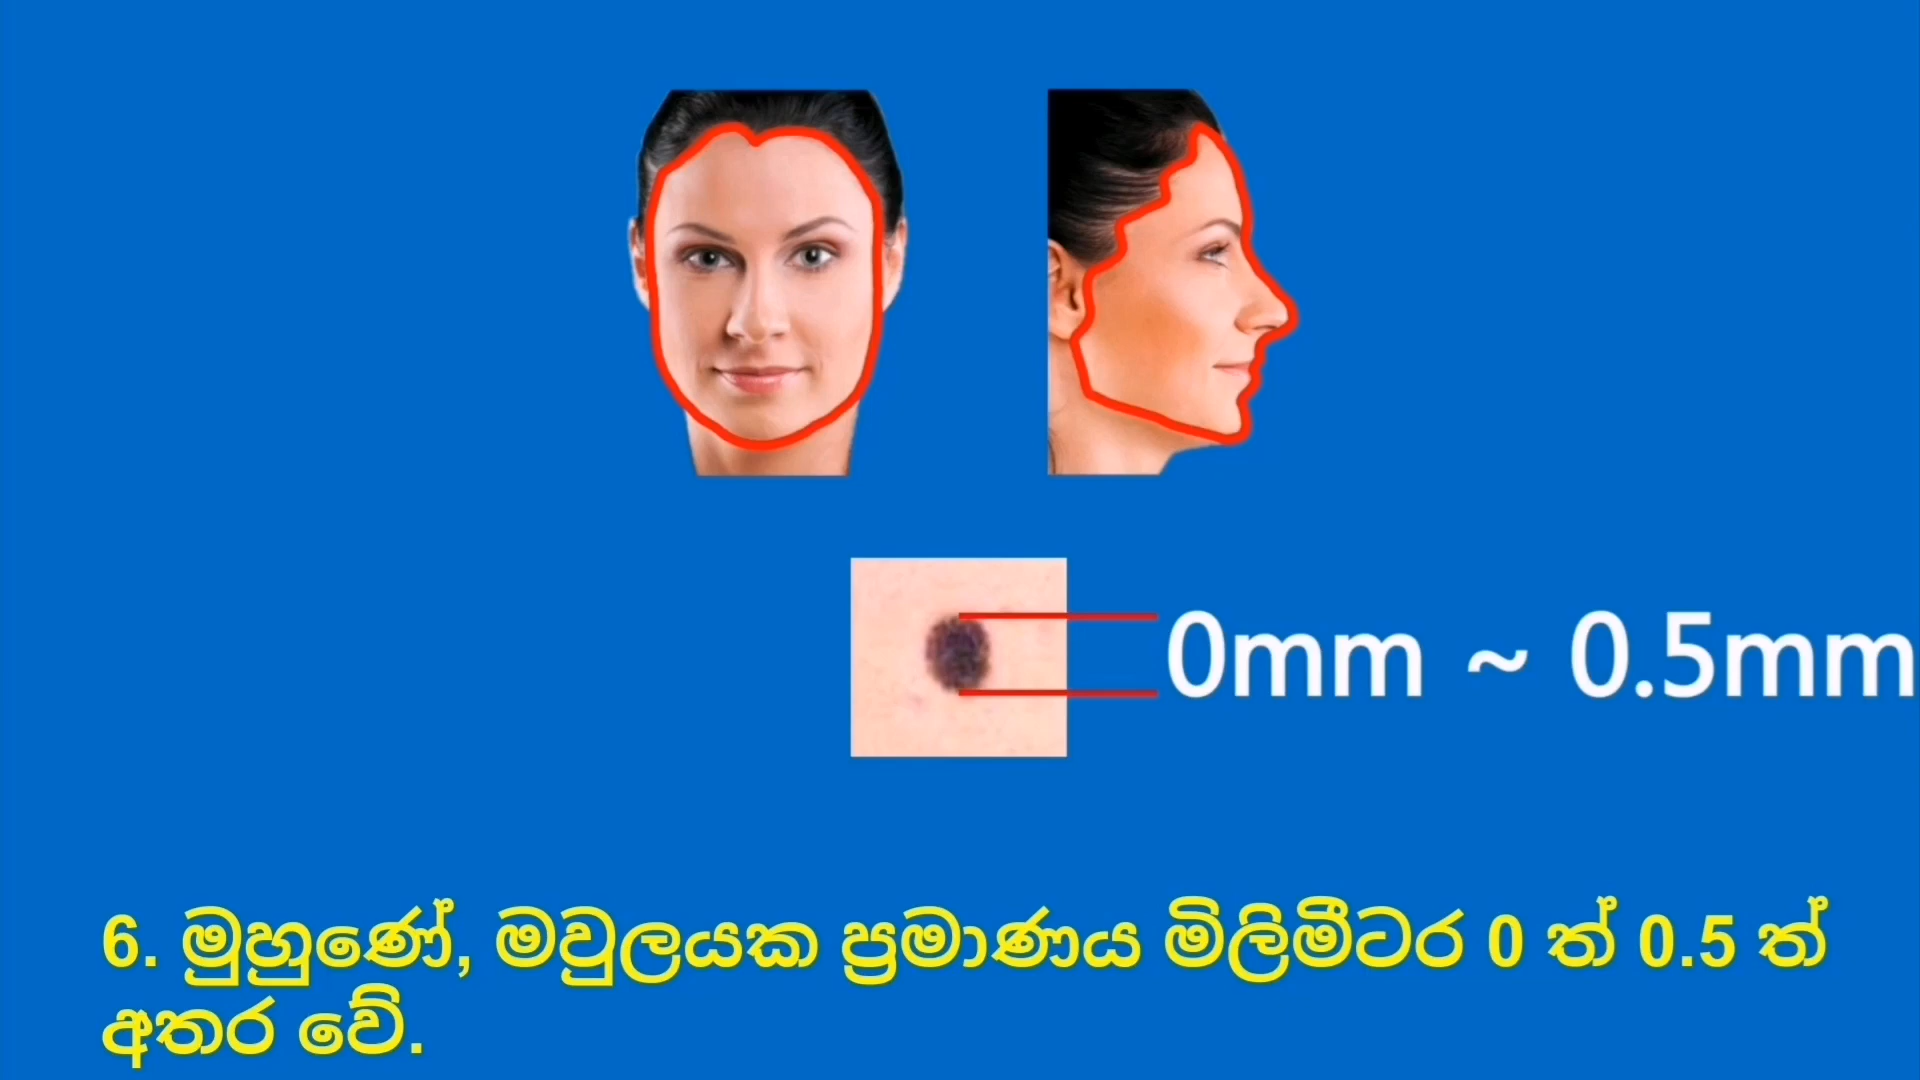 0mm ~ 0.5mm
6. මුහුණේ, මවුලයක ප්‍රමාණය මිලිමීටර 0 ත් 0.5 ත්
අතර වේ.